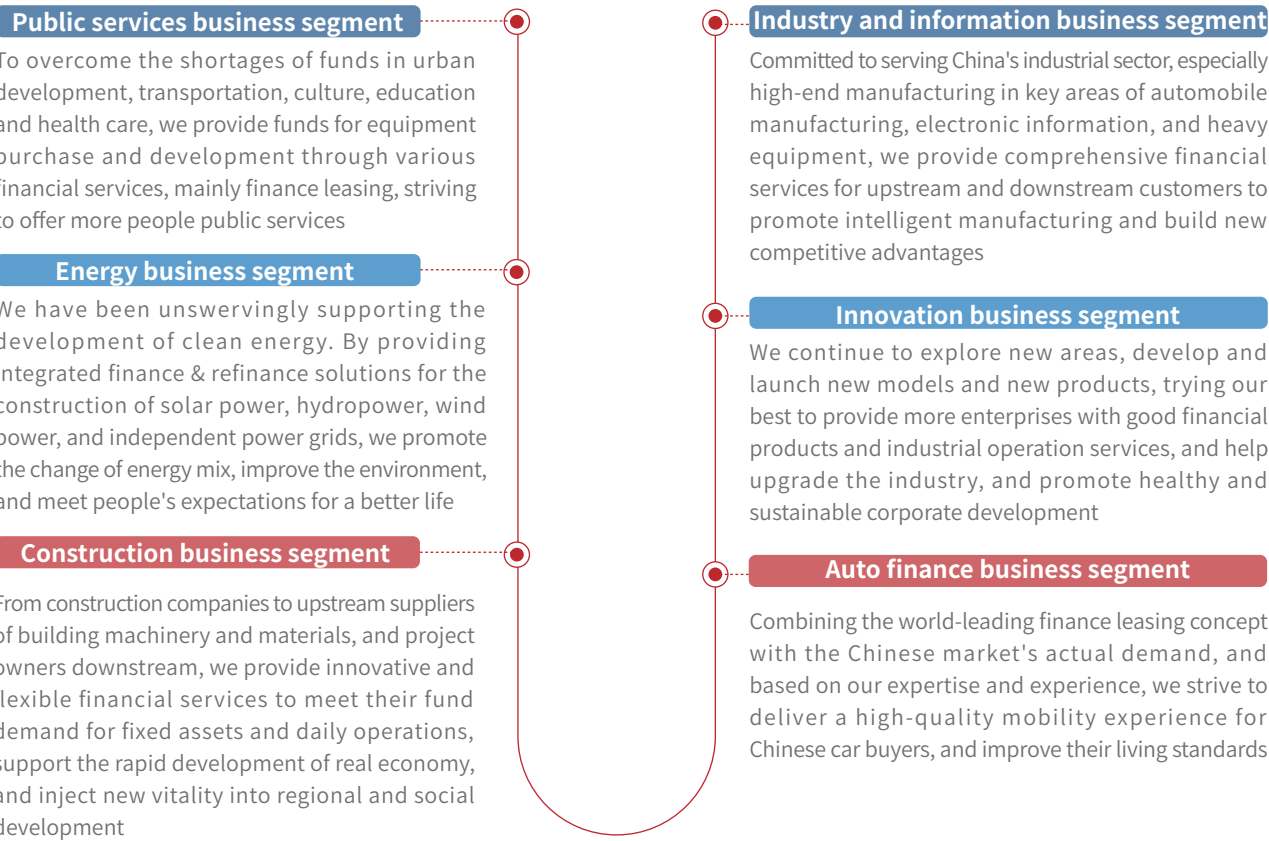 Public services business segment
To overcome the shortages of funds in urban
development, transportation, culture, education
and health care, we provide funds for equipment
purchase and development through various
financial services, mainly finance leasing, striving
to offer more people public services
Energy business segment
We have been unswervingly supporting the
development of clean energy. By providing
integrated finance & refinance solutions for the
construction of solar power, hydropower, wind
power, and independent power grids, we promote
the change of energy mix, improve the environment,
and meet people's expectations for a better life
Construction business segment
From construction companies to upstream suppliers
of building machinery and materials, and project
owners downstream, we provide innovative and
flexible financial services to meet their fund
demand for fixed assets and daily operations,
support the rapid development of real economy,
and inject new vitality into regional and social
development
Industry and information business segment
Committed to serving China's industrial sector, especially
high-end manufacturing in key areas of automobile
manufacturing, electronic information, and heavy
equipment, we provide comprehensive financial
services for upstream and downstream customers to
promote intelligent manufacturing and build new
competitive advantages
Innovation business segment
We continue to explore new areas, develop and
launch new models and new products, trying our
best to provide more enterprises with good financial
products and industrial operation services, and help
upgrade the industry, and promote healthy and
sustainable corporate development
Auto finance business segment
Combining the world-leading finance leasing concept
with the Chinese market's actual demand, and
based on our expertise and experience, we strive to
deliver a high-quality mobility experience for
Chinese car buyers, and improve their living standards